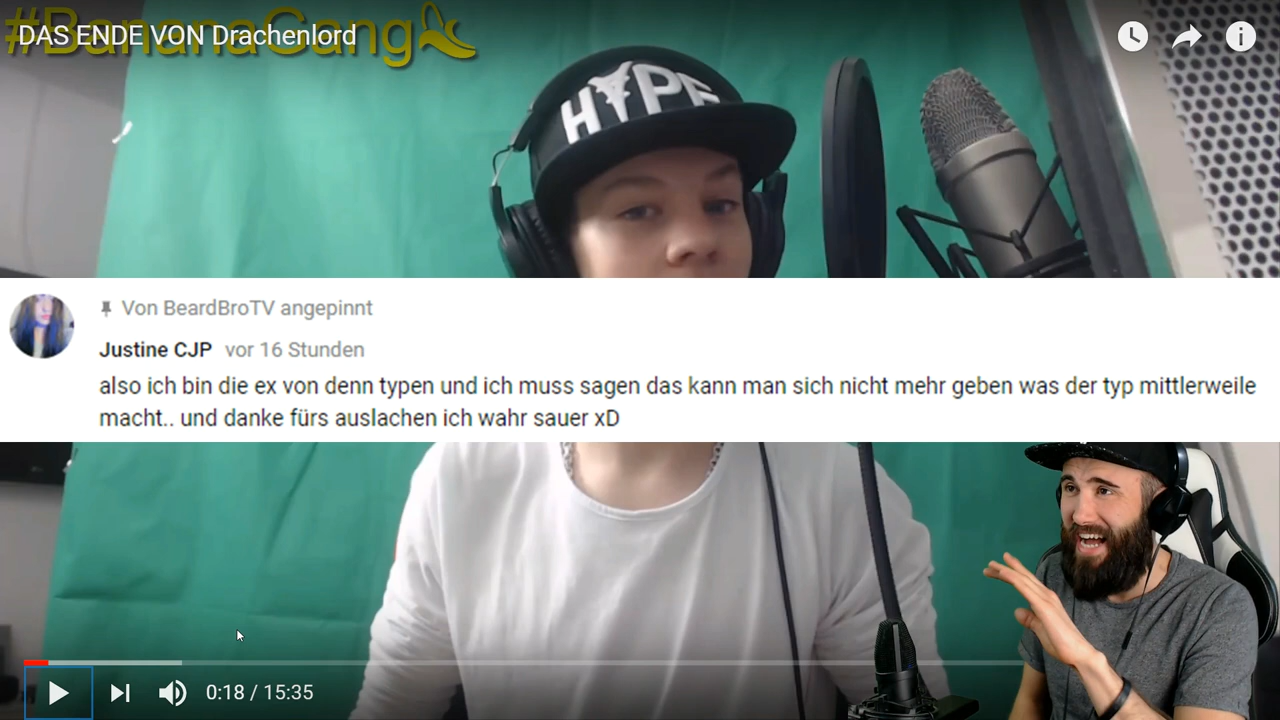 #BananaGang
DAS ENDE VON Drachenlord
HYPE
Von BeardBroTV angepinnt
Justine CJP vor 16 Stunden
also ich bin die ex von denn typen und ich muss sagen das kann man sich nicht mehr geben was der typ mittlerweile
macht.. und danke fürs auslachen ich wahr sauer xD
0:18 / 15:35